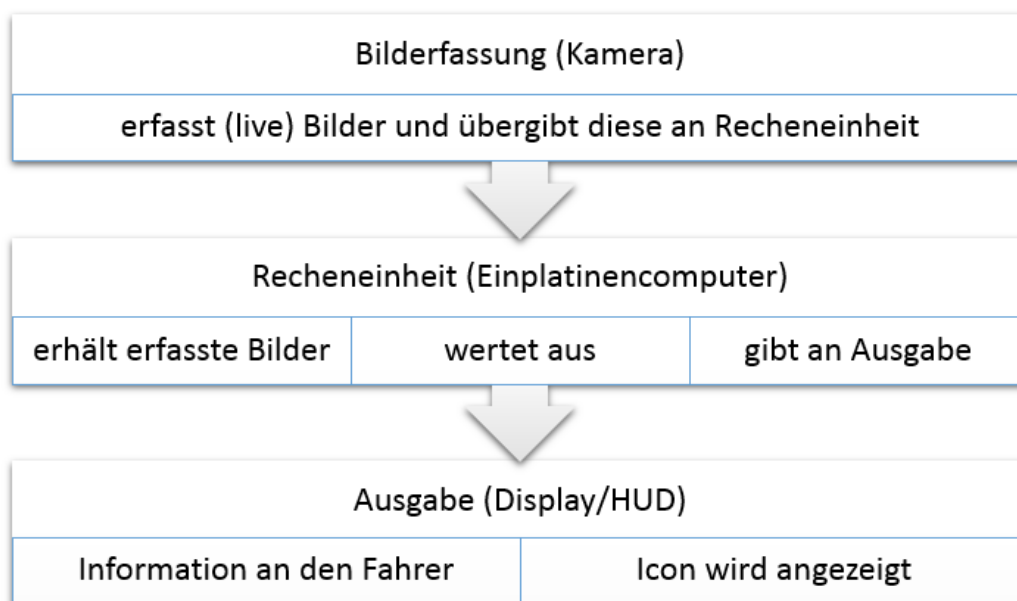 Bilderfassung (Kamera)
erfasst (live) Bilder und übergibt diese an Recheneinheit
Recheneinheit (Einplatinencomputer)
erhält erfasste Bilder
wertet aus
gibt an Ausgabe
Ausgabe (Display/HUD)
Information an den Fahrer
Icon wird angezeigt